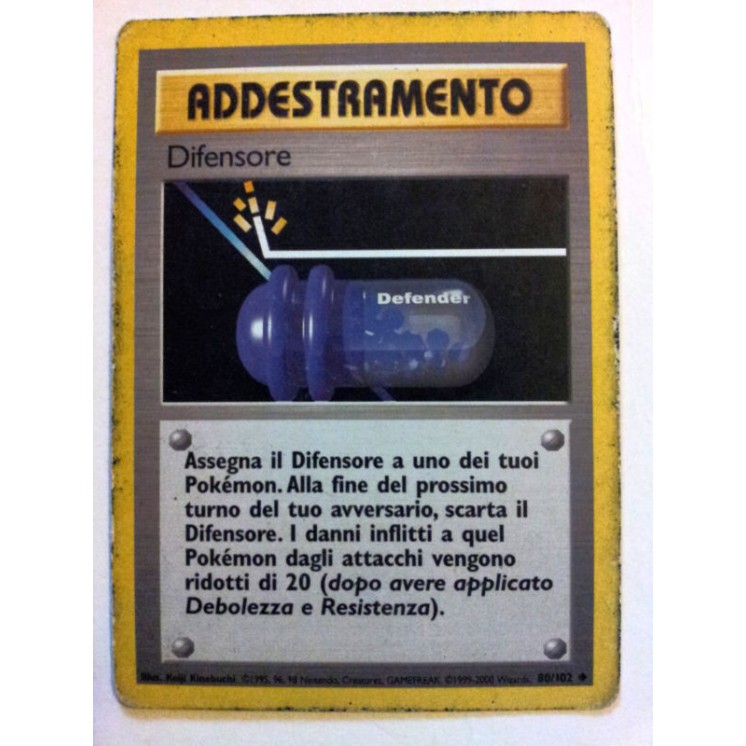 ADDESTRAMENTO
Difensore
Defender
Assegna il Difensore a uno dei tuoi
Pokémon. Alla fine del prossimo
turno del tuo avversario, scarta il
Difensore. I danni inflitti a quel
Pokémon dagli attacchi vengono
ridotti di 20 (dopo avere applicato
Debolezza e Resistenza).
Illus. Keiji Kinebuchi. ©1995, 96, 98 Nintendo, Creatures, GAMEFREAK. ©1999-2000 Wizards. 80/102